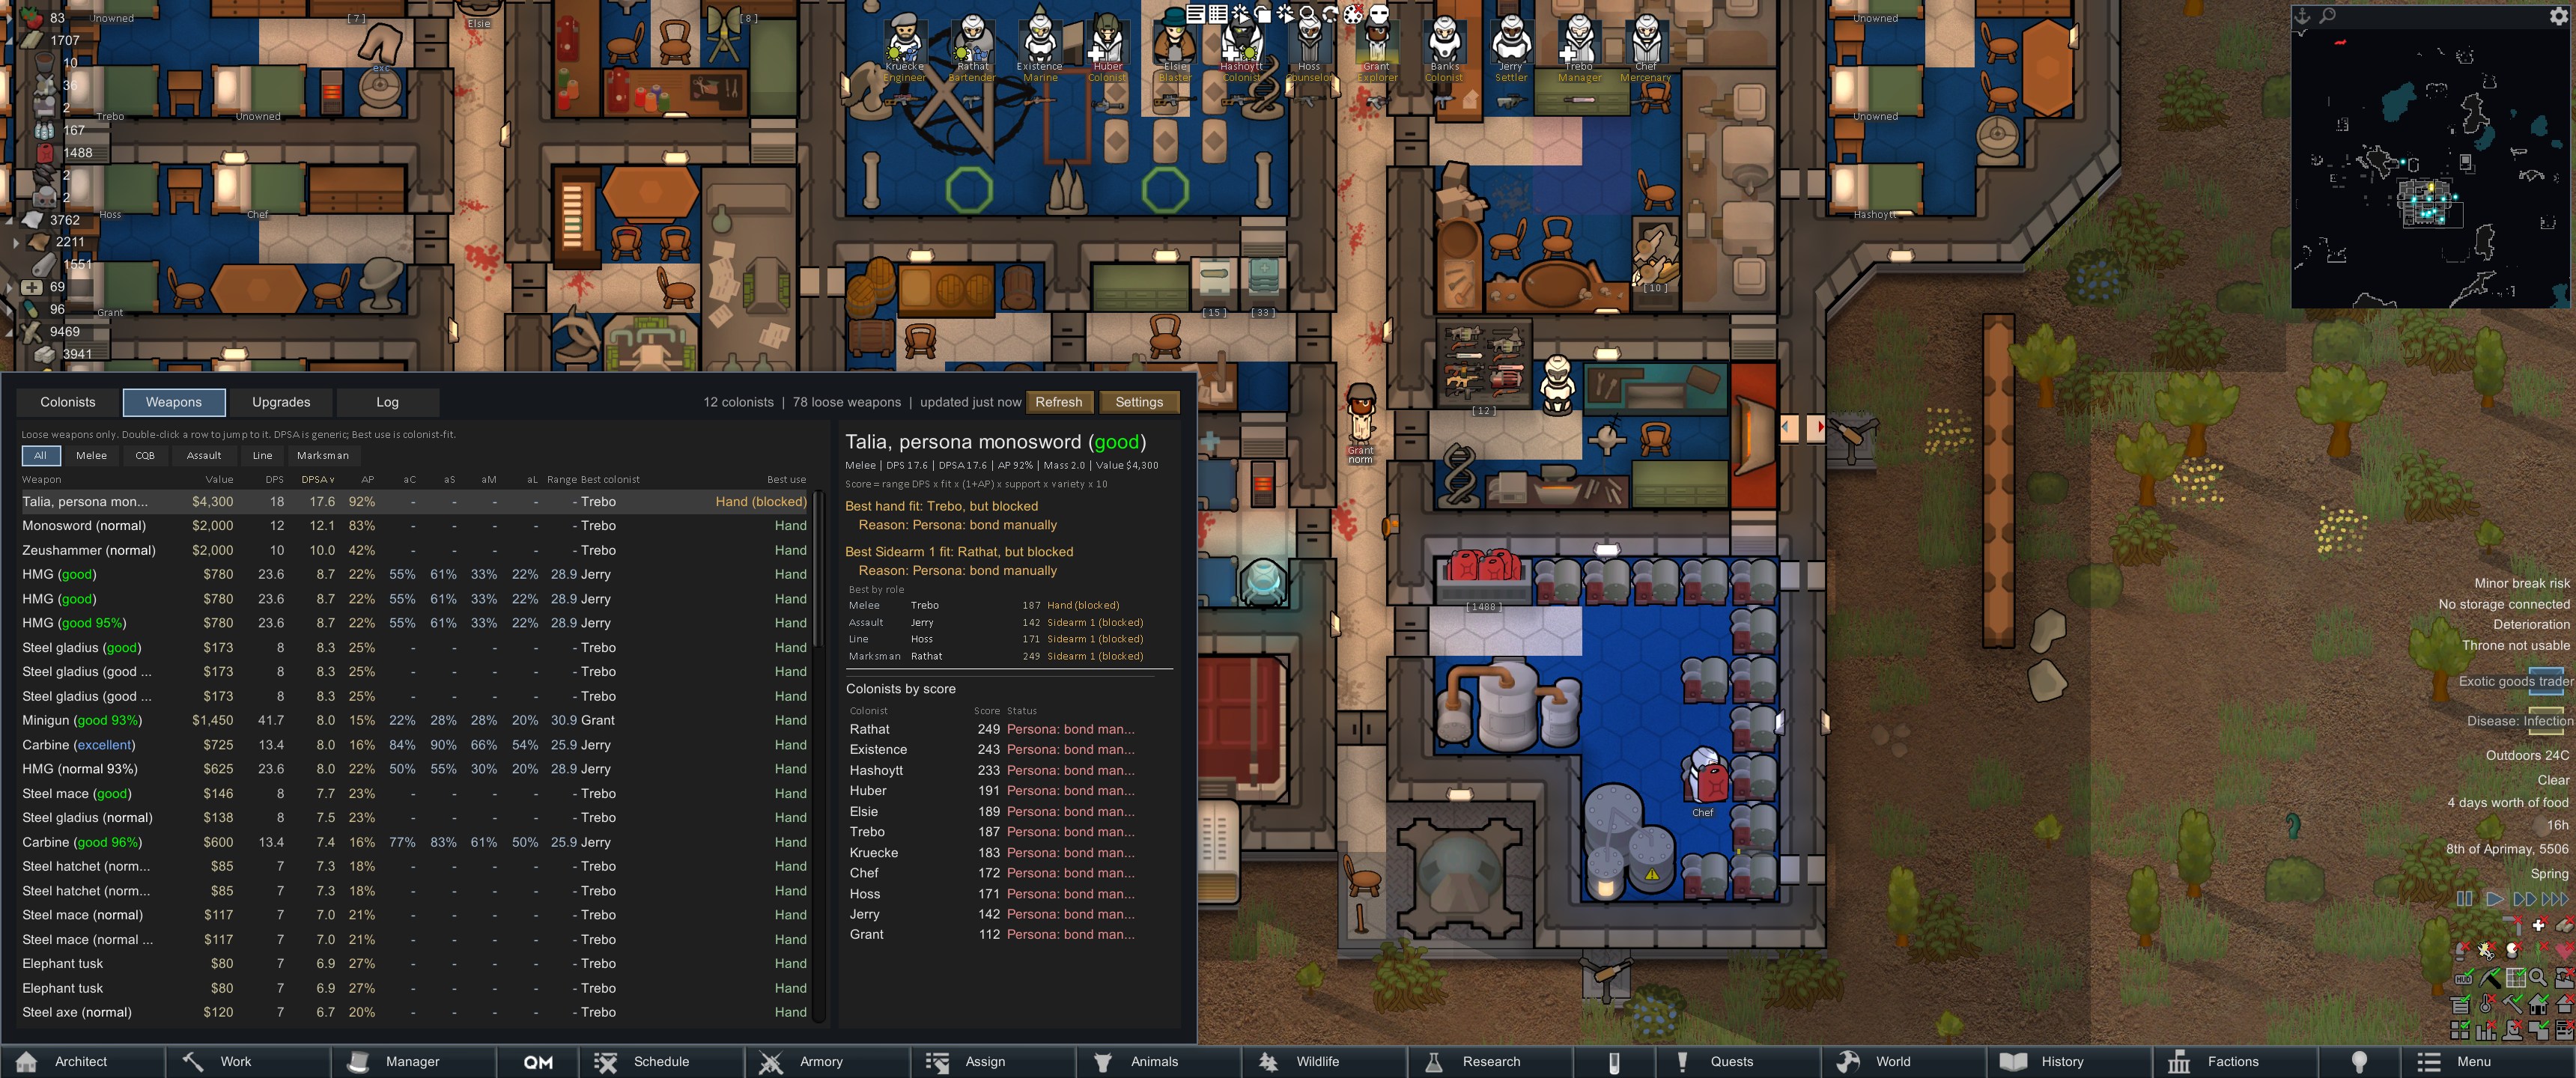 83
Unowned
[ 7 ]
Elsie
[ 8 ]
1707
10
exc
36
2
Trebo
Unowned
167
1488
2
2
Hoss
Chef
3762
2211
1551
69
96
Grant
9469
3941
Kruecke
Engineer
Rathat
Bartender
Existence
Marine
Huber
Colonist
Elsie
Blaster
Hashoytt
Colonist
Hoss
Counselor
Grant
Explorer
Banks
Colonist
Jerry
Settler
Trebo
Manager
Chef
Mercenary
[ 15 ]
[ 33 ]
[ 10 ]
[ 12 ]
Grant
norm
[ 1488 ]
Chef
Unowned
Unowned
Hashoytt
Colonists
Weapons
Upgrades
Log
12 colonists | 78 loose weapons | updated just now
Refresh
Settings
Loose weapons only. Double-click a row to jump to it. DPSA is generic; Best use is colonist-fit.
All Melee CQB Assault Line Marksman
Weapon Value DPS DPSA v AP aC aS aM aL Range Best colonist Best use
Talia, persona mon... $4,300 18 17.6 92% - - - - - Trebo Hand (blocked)
Monosword (normal) $2,000 12 12.1 83% - - - - - Trebo Hand
Zeushammer (normal) $2,000 10 10.0 42% - - - - - Trebo Hand
HMG (good) $780 23.6 8.7 22% 55% 61% 33% 22% 28.9 Jerry Hand
HMG (good) $780 23.6 8.7 22% 55% 61% 33% 22% 28.9 Jerry Hand
HMG (good 95%) $780 23.6 8.7 22% 55% 61% 33% 22% 28.9 Jerry Hand
Steel gladius (good) $173 8 8.3 25% - - - - - Trebo Hand
Steel gladius (good ... $173 8 8.3 25% - - - - - Trebo Hand
Steel gladius (good ... $173 8 8.3 25% - - - - - Trebo Hand
Minigun (good 93%) $1,450 41.7 8.0 15% 22% 28% 28% 20% 30.9 Grant Hand
Carbine (excellent) $725 13.4 8.0 16% 84% 90% 66% 54% 25.9 Jerry Hand
HMG (normal 93%) $625 23.6 8.0 22% 50% 55% 30% 20% 28.9 Jerry Hand
Steel mace (good) $146 8 7.7 23% - - - - - Trebo Hand
Steel gladius (normal) $138 8 7.5 23% - - - - - Trebo Hand
Carbine (good 96%) $600 13.4 7.4 16% 77% 83% 61% 50% 25.9 Jerry Hand
Steel hatchet (norm... $85 7 7.3 18% - - - - - Trebo Hand
Steel hatchet (norm... $85 7 7.3 18% - - - - - Trebo Hand
Steel mace (normal) $117 7 7.0 21% - - - - - Trebo Hand
Steel mace (normal ... $117 7 7.0 21% - - - - - Trebo Hand
Elephant tusk $80 7 6.9 27% - - - - - Trebo Hand
Elephant tusk $80 7 6.9 27% - - - - - Trebo Hand
Steel axe (normal) $120 7 6.7 20% - - - - - Trebo Hand
Talia, persona monosword (good)
Melee | DPS 17.6 | DPSA 17.6 | AP 92% | Mass 2.0 | Value $4,300
Score = range DPS x fit x (1+AP) x support x variety x 10
Best hand fit: Trebo, but blocked
Reason: Persona: bond manually
Best Sidearm 1 fit: Rathat, but blocked
Reason: Persona: bond manually
Best by role
Melee Trebo 187 Hand (blocked)
Assault Jerry 142 Sidearm 1 (blocked)
Line Hoss 171 Sidearm 1 (blocked)
Marksman Rathat 249 Sidearm 1 (blocked)
Colonists by score
Colonist Score Status
Rathat 249 Persona: bond man...
Existence 243 Persona: bond man...
Hashoytt 233 Persona: bond man...
Huber 191 Persona: bond man...
Elsie 189 Persona: bond man...
Trebo 187 Persona: bond man...
Kruecke 183 Persona: bond man...
Chef 172 Persona: bond man...
Hoss 171 Persona: bond man...
Jerry 142 Persona: bond man...
Grant 112 Persona: bond man...
Minor break risk
No storage connected
Deterioration
Throne not usable
Exotic goods trader
Disease: Infection
Outdoors 24C
Clear
4 days worth of food
16h
8th of Aprimay, 5506
Spring
HUD
Architect
Work
Manager
QM
Schedule
Armory
Assign
Animals
Wildlife
Research
Quests
World
History
Factions
Menu